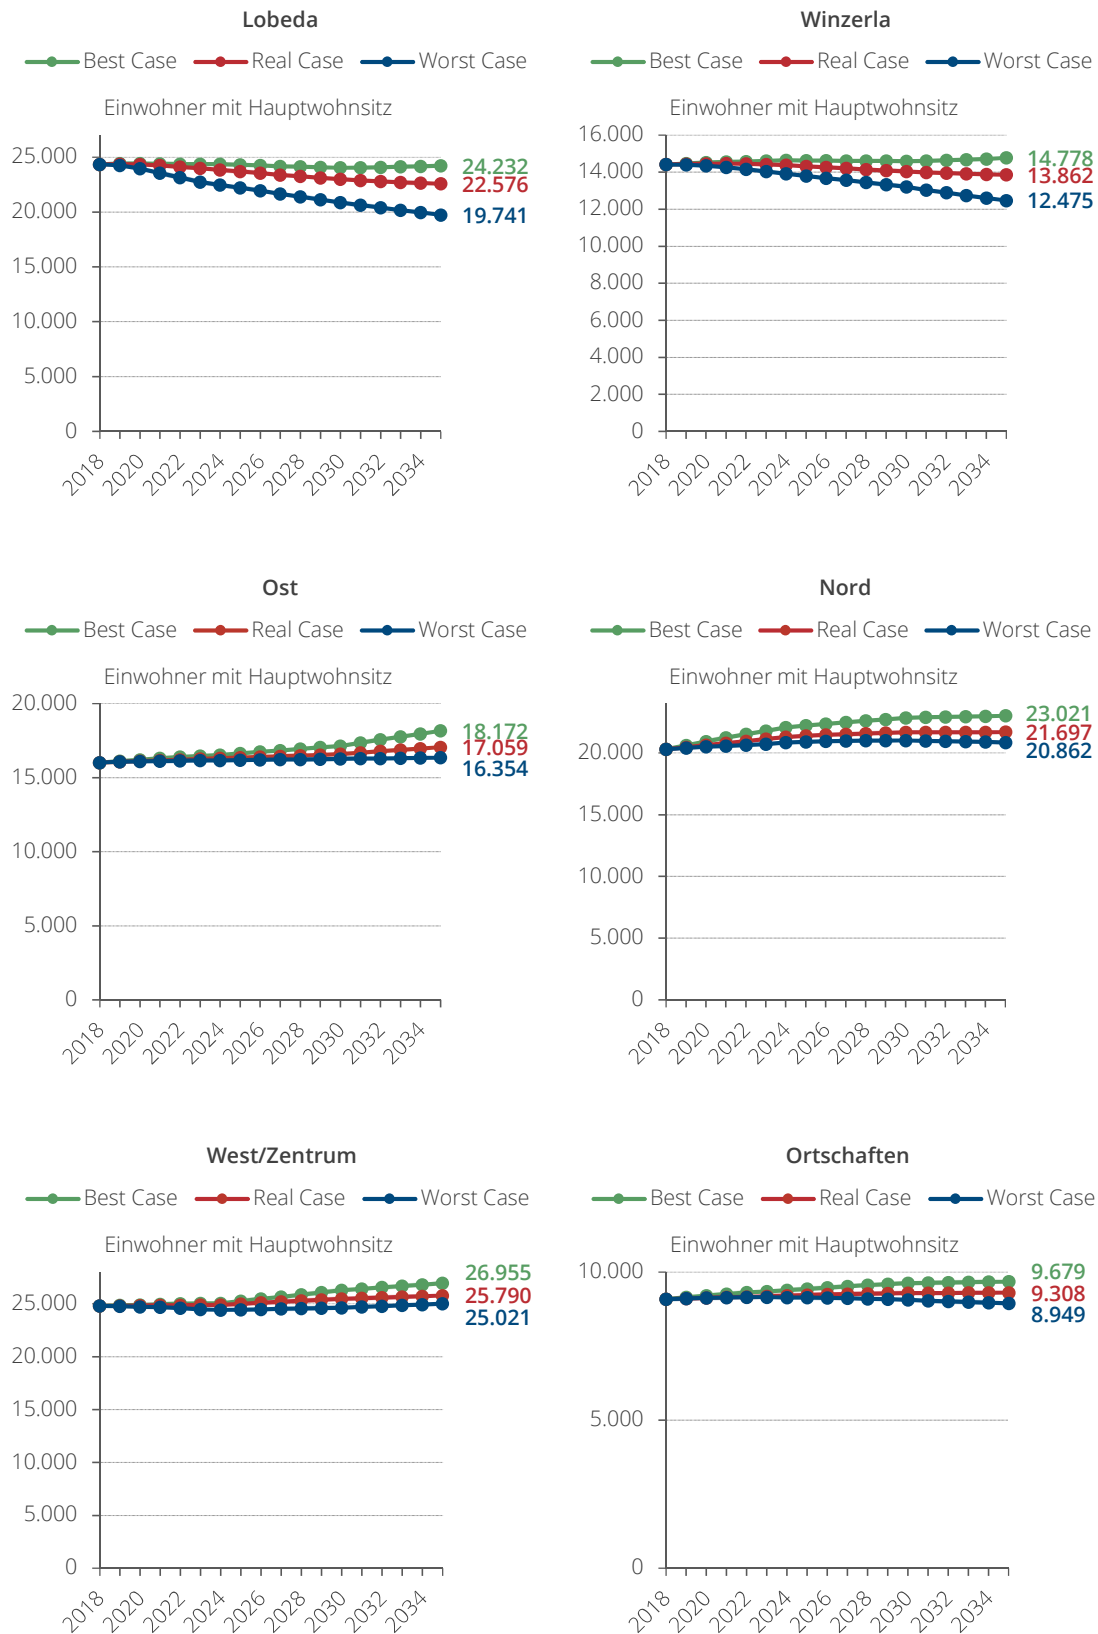 Lobeda
Best Case Real Case Worst Case
Einwohner mit Hauptwohnsitz
25.000
20.000
15.000
10.000
5.000
0
24.232
22.576
19.741
2018 2020 2022 2024 2026 2028 2030 2032 2034
Winzerla
Best Case Real Case Worst Case
Einwohner mit Hauptwohnsitz
16.000
14.000
12.000
10.000
8.000
6.000
4.000
2.000
0
14.778
13.862
12.475
2018 2020 2022 2024 2026 2028 2030 2032 2034
Ost
Best Case Real Case Worst Case
Einwohner mit Hauptwohnsitz
20.000
15.000
10.000
5.000
0
18.172
17.059
16.354
2018 2020 2022 2024 2026 2028 2030 2032 2034
Nord
Best Case Real Case Worst Case
Einwohner mit Hauptwohnsitz
20.000
15.000
10.000
5.000
0
23.021
21.697
20.862
2018 2020 2022 2024 2026 2028 2030 2032 2034
West/Zentrum
Best Case Real Case Worst Case
Einwohner mit Hauptwohnsitz
25.000
20.000
15.000
10.000
5.000
0
26.955
25.790
25.021
2018 2020 2022 2024 2026 2028 2030 2032 2034
Ortschaften
Best Case Real Case Worst Case
Einwohner mit Hauptwohnsitz
10.000
5.000
0
9.679
9.308
8.949
2018 2020 2022 2024 2026 2028 2030 2032 2034